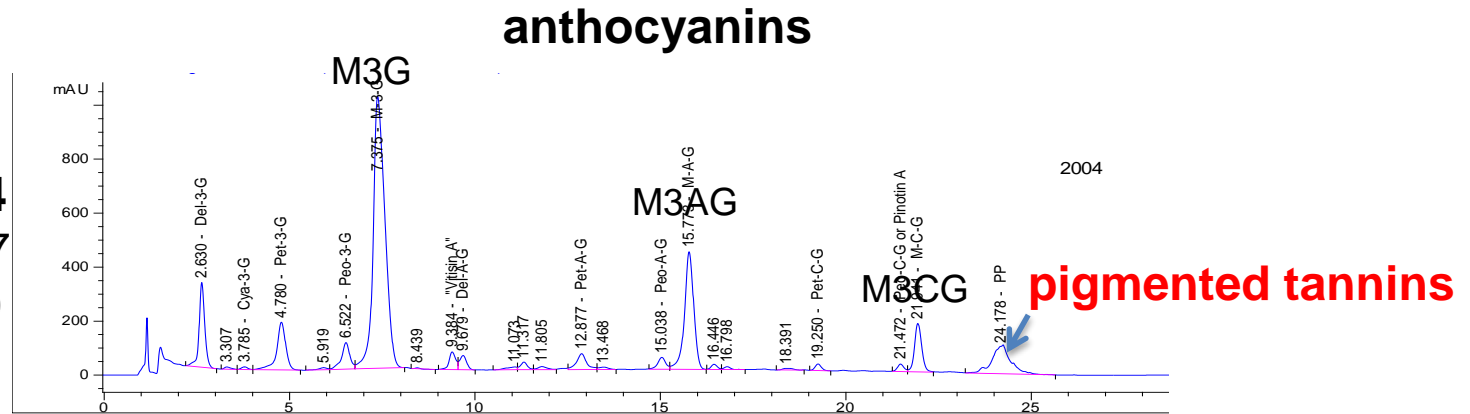 anthocyanins
M3G
mAU
800
600
400
200
0
2004
M3AG
M3CG
pigmented tannins
2.630 - Del-3-G
3.307
3.785 - Cya-3-G
4.780 - Pet-3-G
5.919
6.522 - Peo-3-G
7.375 - M-3-G
8.439
9.384 - "Vitisin A"
9.679 - Del-A-G
11.073
11.317
11.805
12.877 - Pet-A-G
13.468
15.038 - Peo-A-G
M-A-G
16.446
16.798
18.391
19.250 - Pet-C-G
21.472 - Pet-C-G or Pinotin A
M-C-G
24.178 - PP
0
5
10
15
20
25